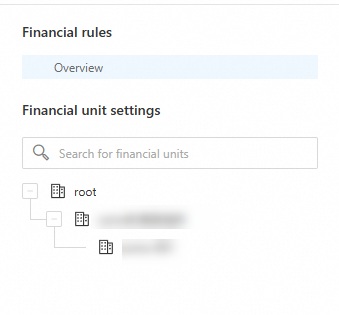 Financial rules
Overview
Financial unit settings
Search for financial units
root